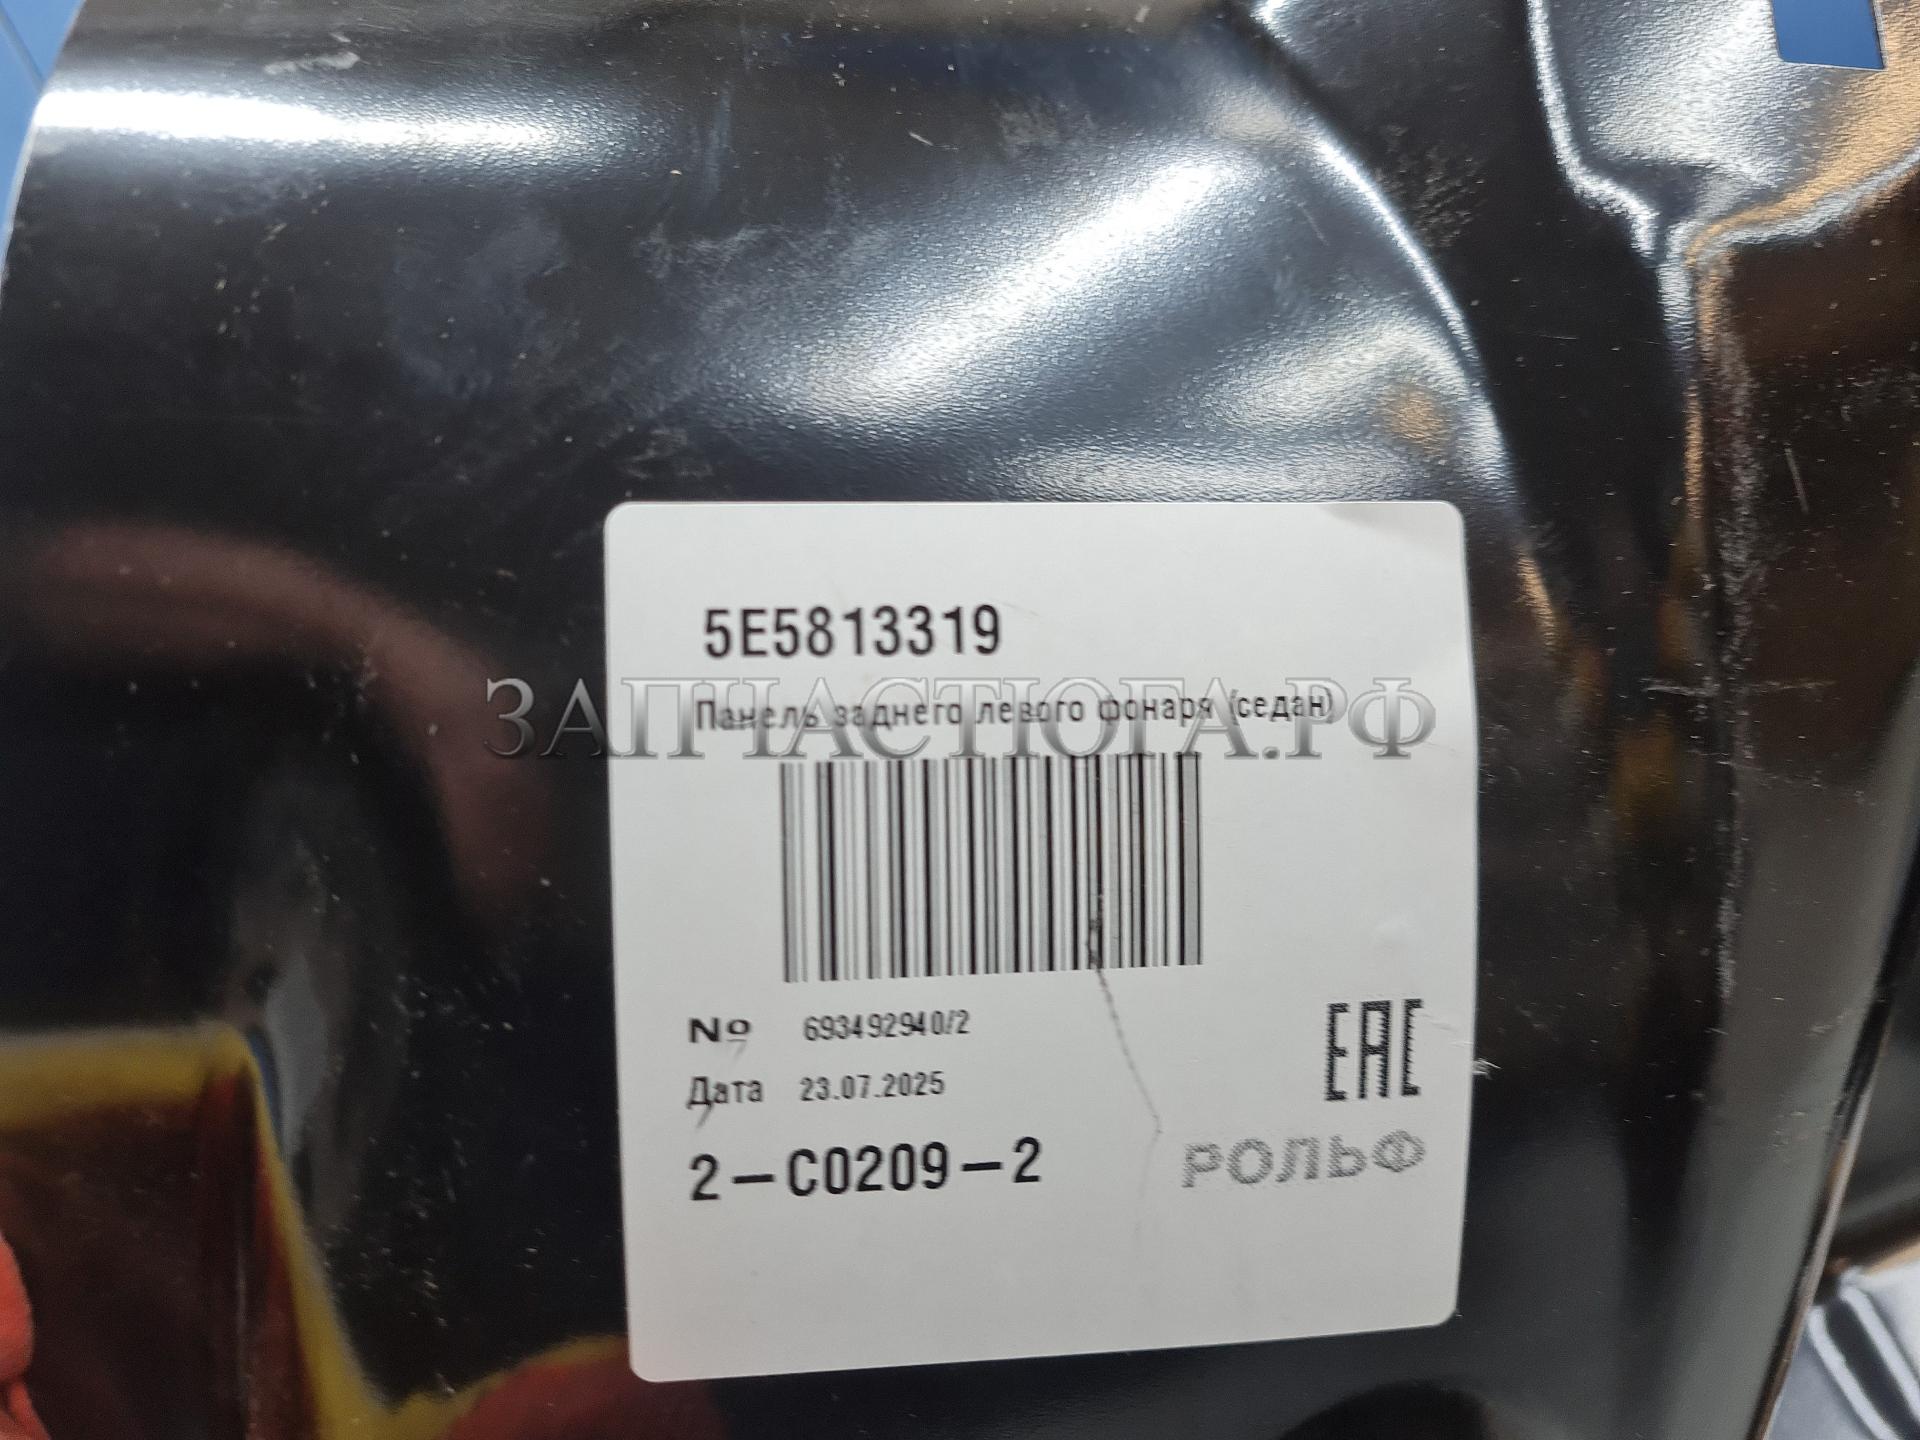 5E5813319
Панель заднего левого фонаря (седан)
ЗАПЧАСТЮГА.РФ
№ 693492940/2
Дата 23.07.2025
EAC
2-C0209-2
РОЛЬФ